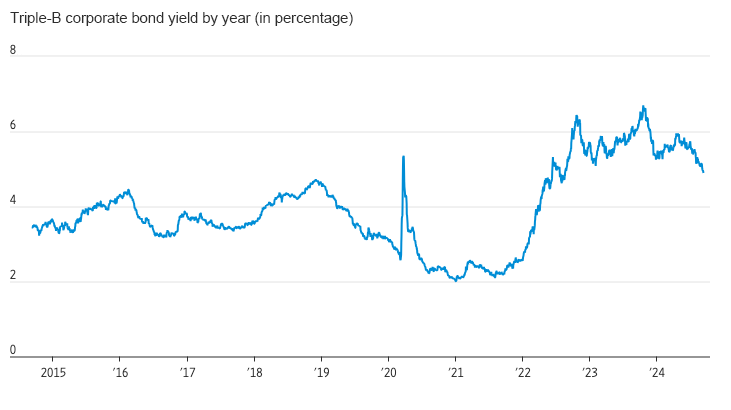 Triple-B corporate bond yield by year (in percentage)
8
6
4
2
0
2015 ’16 ’17 ’18 ’19 ’20 ’21 ’22 ’23 ’24